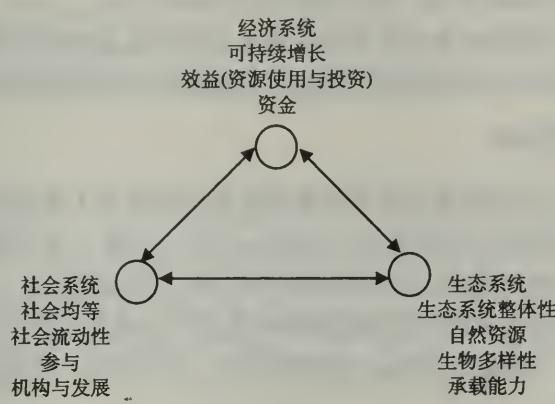 经济系统
可持续增长
效益(资源使用与投资)
资金
社会系统
社会均等
社会流动性
参与
机构与发展
生态系统
生态系统整体性
自然资源
生物多样性
承载能力